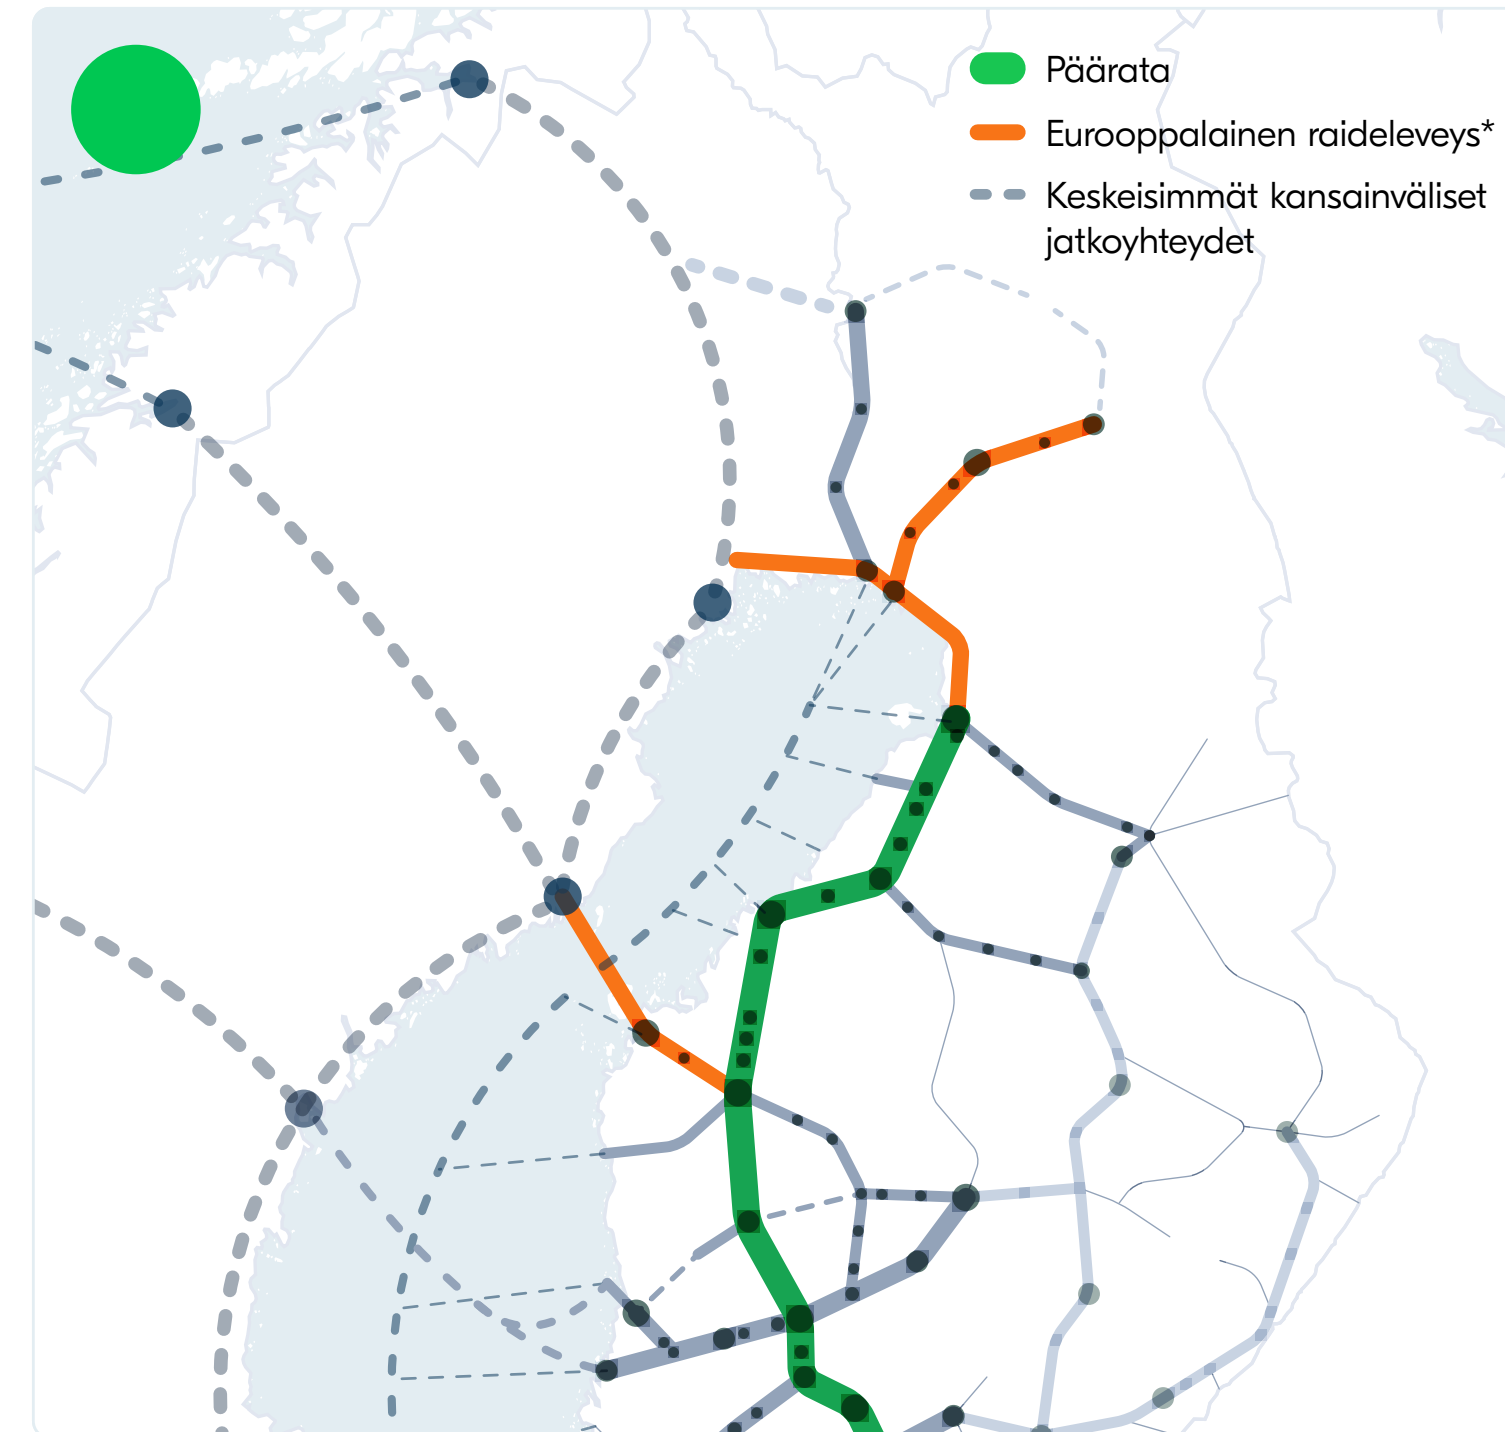 Päärata
Eurooppalainen raideleveys*
Keskeisimmät kansainväliset
jatkoyhteydet